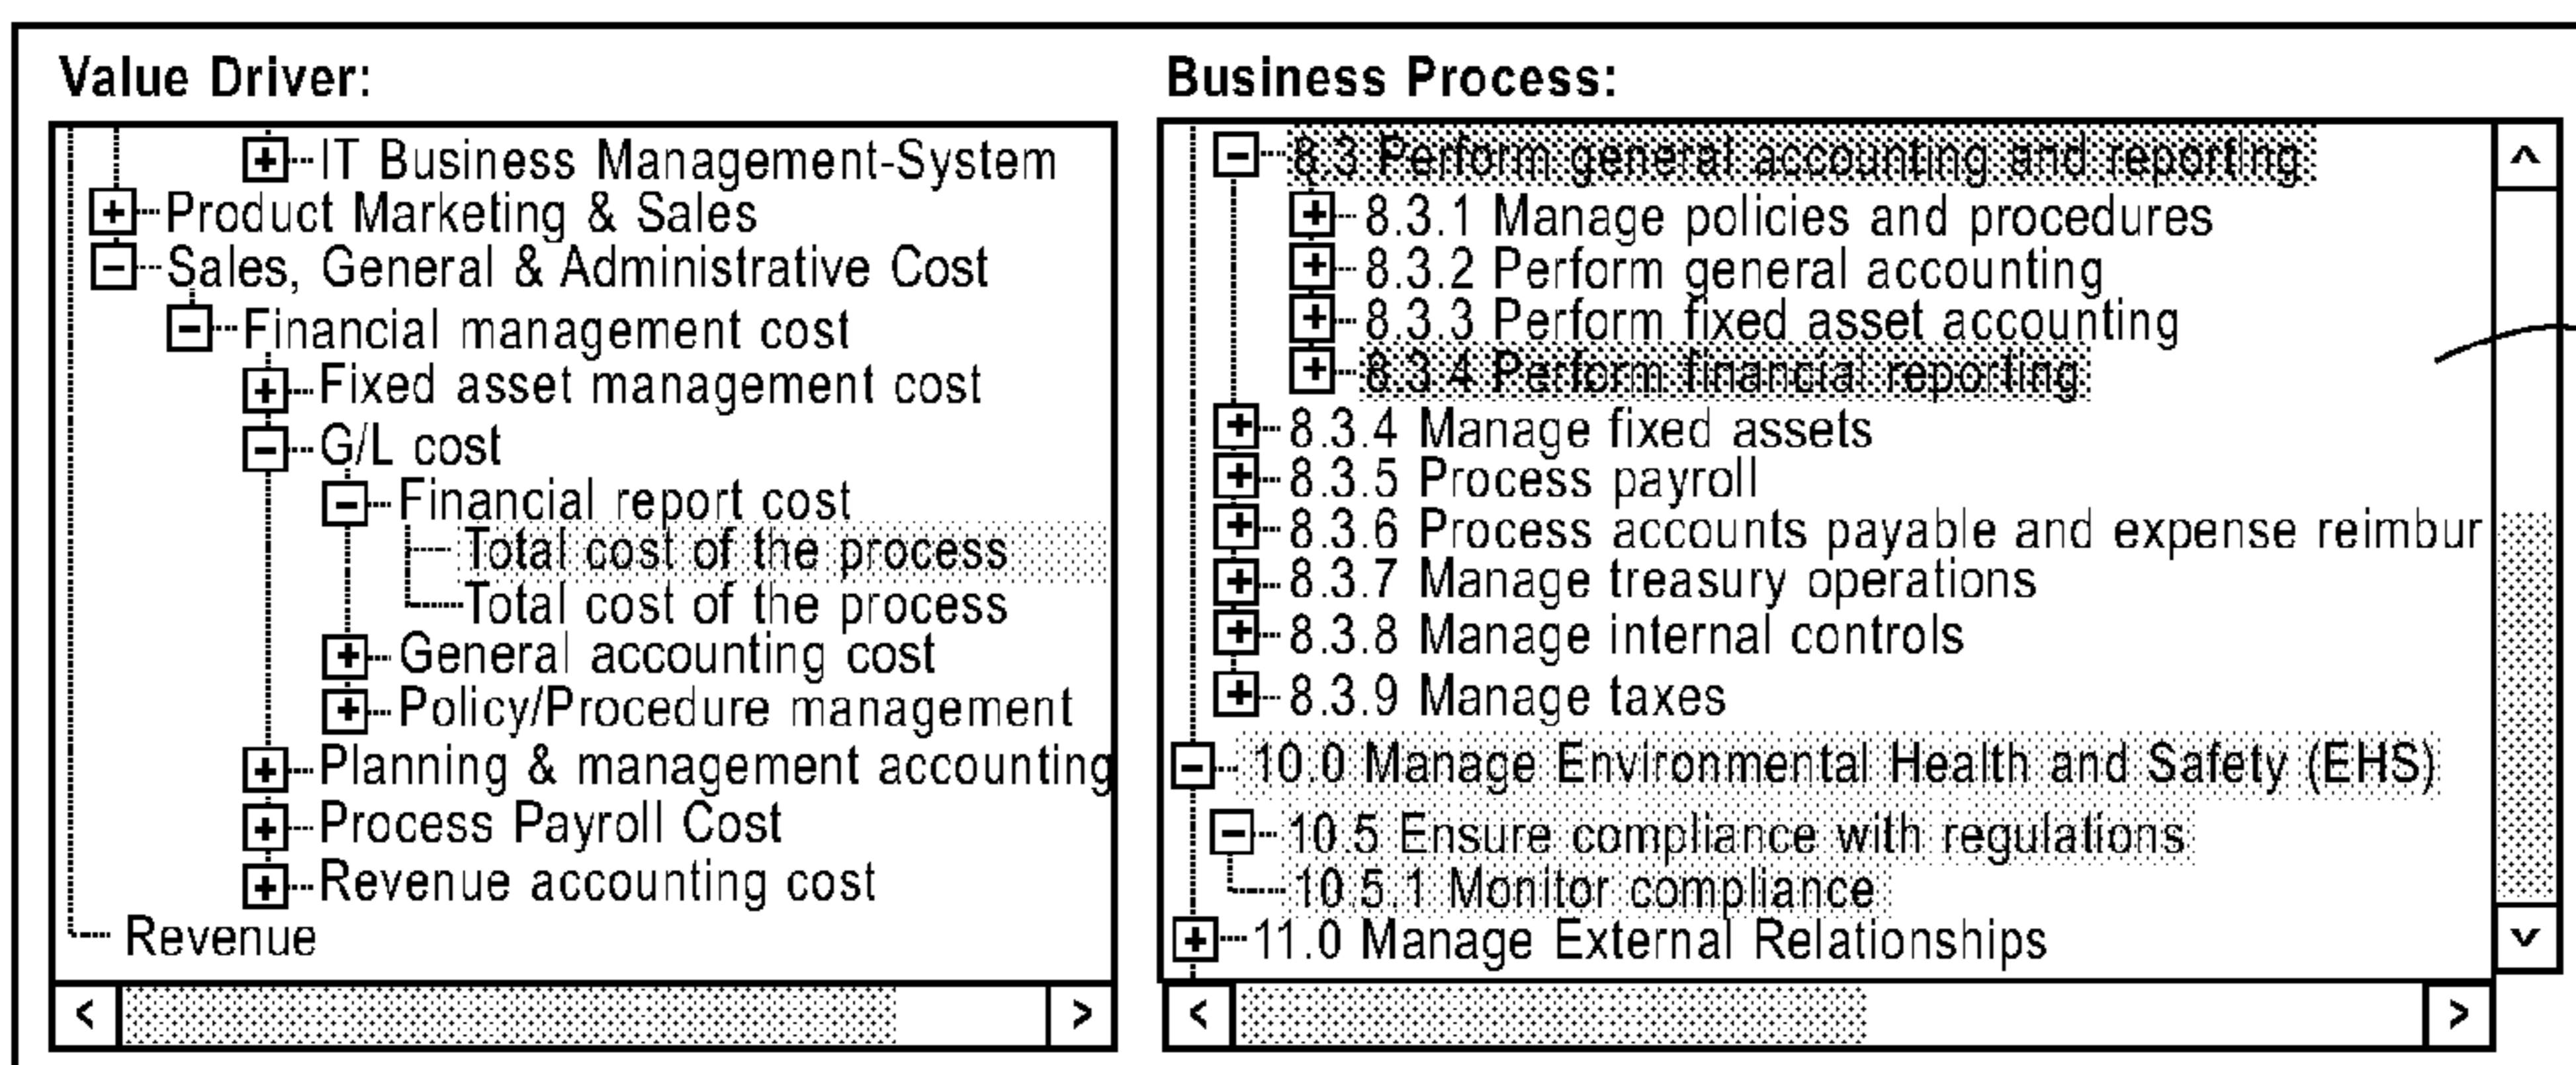 Value Driver:
IT Business Management-System
Product Marketing & Sales
Sales, General & Administrative Cost
Financial management cost
Fixed asset management cost
G/L cost
Financial report cost
Total cost of the process
Total cost of the process
General accounting cost
Policy/Procedure management
Planning & management accounting
Process Payroll Cost
Revenue accounting cost
Revenue
Business Process:
8.3 Perform general accounting and reporting
8.3.1 Manage policies and procedures
8.3.2 Perform general accounting
8.3.3 Perform fixed asset accounting
8.3.4 Perform financial reporting
8.3.4 Manage fixed assets
8.3.5 Process payroll
8.3.6 Process accounts payable and expense reimbur
8.3.7 Manage treasury operations
8.3.8 Manage internal controls
8.3.9 Manage taxes
10.0 Manage Environmental Health and Safety (EHS)
10.5 Ensure compliance with regulations
10.5.1 Monitor compliance
11.0 Manage External Relationships